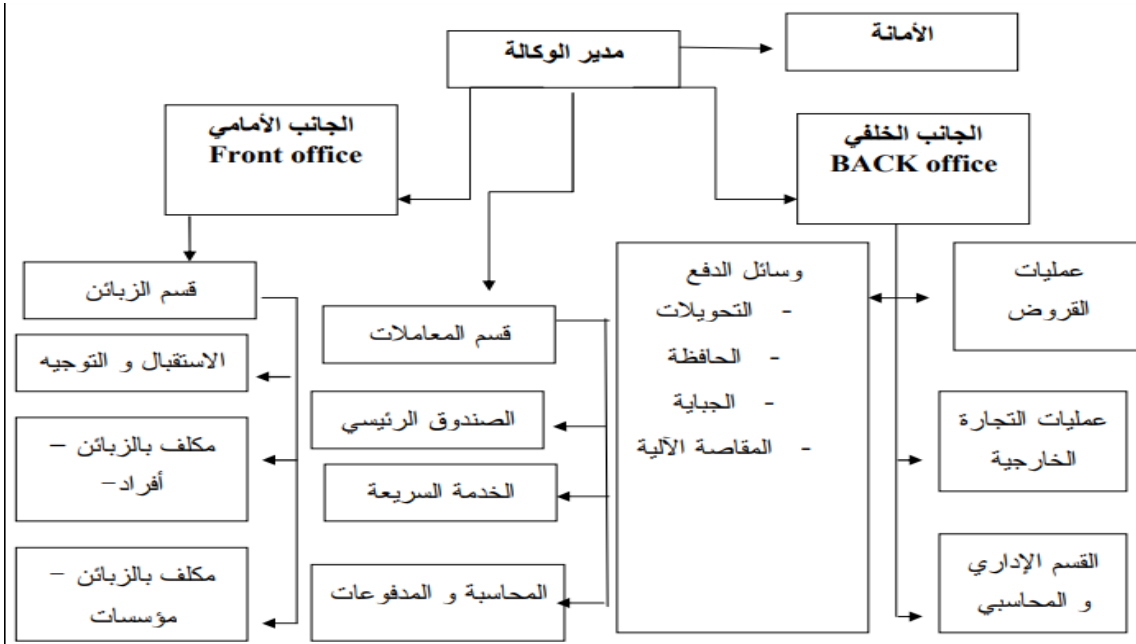 الأمانة
مدير الوكالة
الجانب الخلفي
BACK office
الجانب الأمامي
Front office
عمليات
القروض
وسائل الدفع
- التحويلات
- الحافظة
- الجباية
- المقاصة الآلية
قسم الزبائن
قسم المعاملات
الاستقبال و التوجيه
الصندوق الرئيسي
عمليات التجارة
الخارجية
مكلف بالزبائن –
أفراد-
الخدمة السريعة
القسم الإداري
و المحاسبي
المحاسبة و المدفوعات
مكلف بالزبائن –
مؤسسات